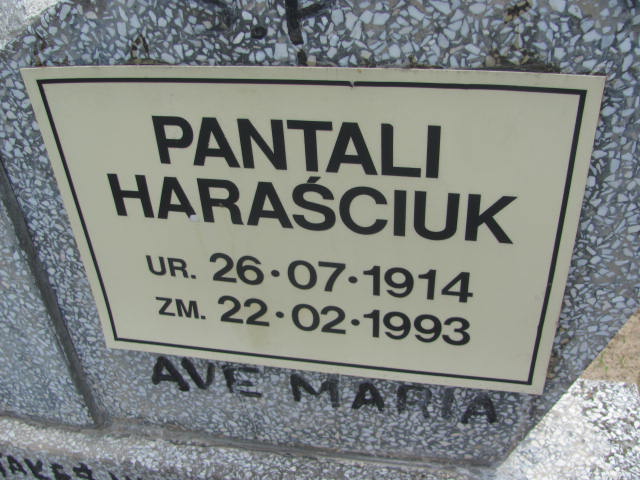 PANTALI
HARAŚCIUK
UR. 26·07·1914
ZM. 22·02·1993
AVE MARIA